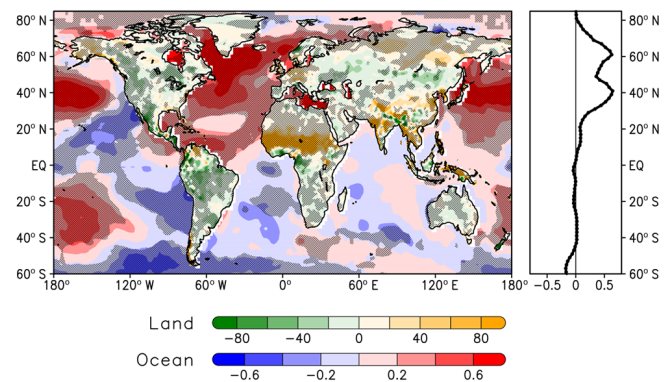 80° N 80° N
60° N 60° N
40° N 40° N
20° N 20° N
EQ EQ
20° S 20° S
40° S 40° S
60° S 60° S
180° 120° W 60° W 0° 60° E 120° E 180° −0.5 0 0.5
Land
−80 −40 0 40 80
Ocean
−0.6 −0.2 0.2 0.6